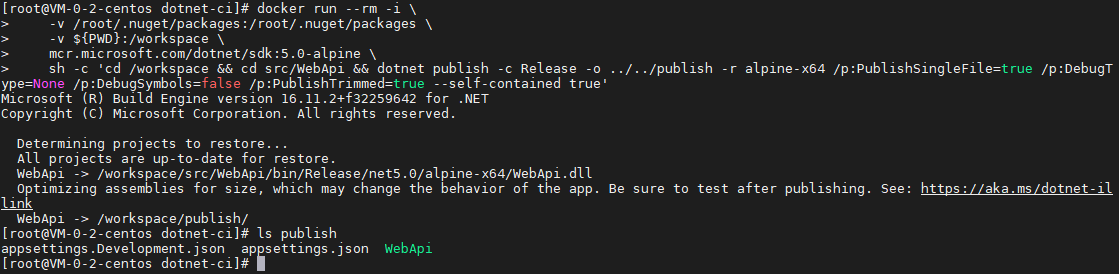 [root@VM-0-2-centos dotnet-ci]# docker run --rm -i \
>     -v /root/.nuget/packages:/root/.nuget/packages \
>     -v ${PWD}:/workspace \
>     mcr.microsoft.com/dotnet/sdk:5.0-alpine \
>     sh -c 'cd /workspace && cd src/WebApi && dotnet publish -c Release -o ../../publish -r alpine-x64 /p:PublishSingleFile=true /p:DebugT
ype=None /p:DebugSymbols=false /p:PublishTrimmed=true --self-contained true'
Microsoft (R) Build Engine version 16.11.2+f32259642 for .NET
Copyright (C) Microsoft Corporation. All rights reserved.

  Determining projects to restore...
  All projects are up-to-date for restore.
  WebApi -> /workspace/src/WebApi/bin/Release/net5.0/alpine-x64/WebApi.dll
  Optimizing assemblies for size, which may change the behavior of the app. Be sure to test after publishing. See: https://aka.ms/dotnet-il
link
  WebApi -> /workspace/publish/
[root@VM-0-2-centos dotnet-ci]# ls publish
appsettings.Development.json  appsettings.json  WebApi
[root@VM-0-2-centos dotnet-ci]#